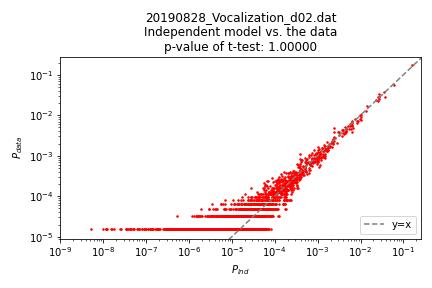 20190828_Vocalization_d02.dat
Independent model vs. the data
p-value of t-test: 1.00000
10⁻¹
10⁻²
10⁻³
10⁻⁴
10⁻⁵
P_data
y=x
10⁻⁹ 10⁻⁸ 10⁻⁷ 10⁻⁶ 10⁻⁵ 10⁻⁴ 10⁻³ 10⁻² 10⁻¹
P_ind